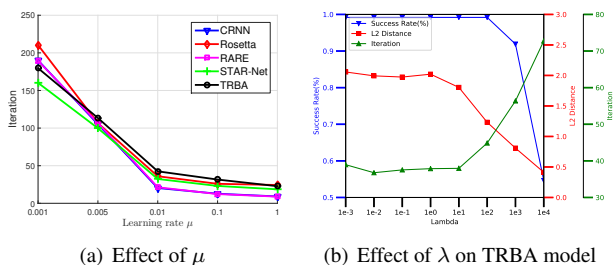 250
200
150
100
50
0
Iteration
0.001 0.005 0.01 0.1 1
Learning rate μ
CRNN
Rosetta
RARE
STAR-Net
TRBA
(a) Effect of μ
1.0
0.9
0.8
0.7
0.6
0.5
Success Rate(%)
Success Rate(%)
L2 Distance
Iteration
1e-3 1e-2 1e-1 1e0 1e1 1e2 1e3 1e4
Lambda
3.0
2.5
2.0
1.5
1.0
0.5
0.0
L2 Distance
80
70
60
50
40
30
Iteration
(b) Effect of λ on TRBA model